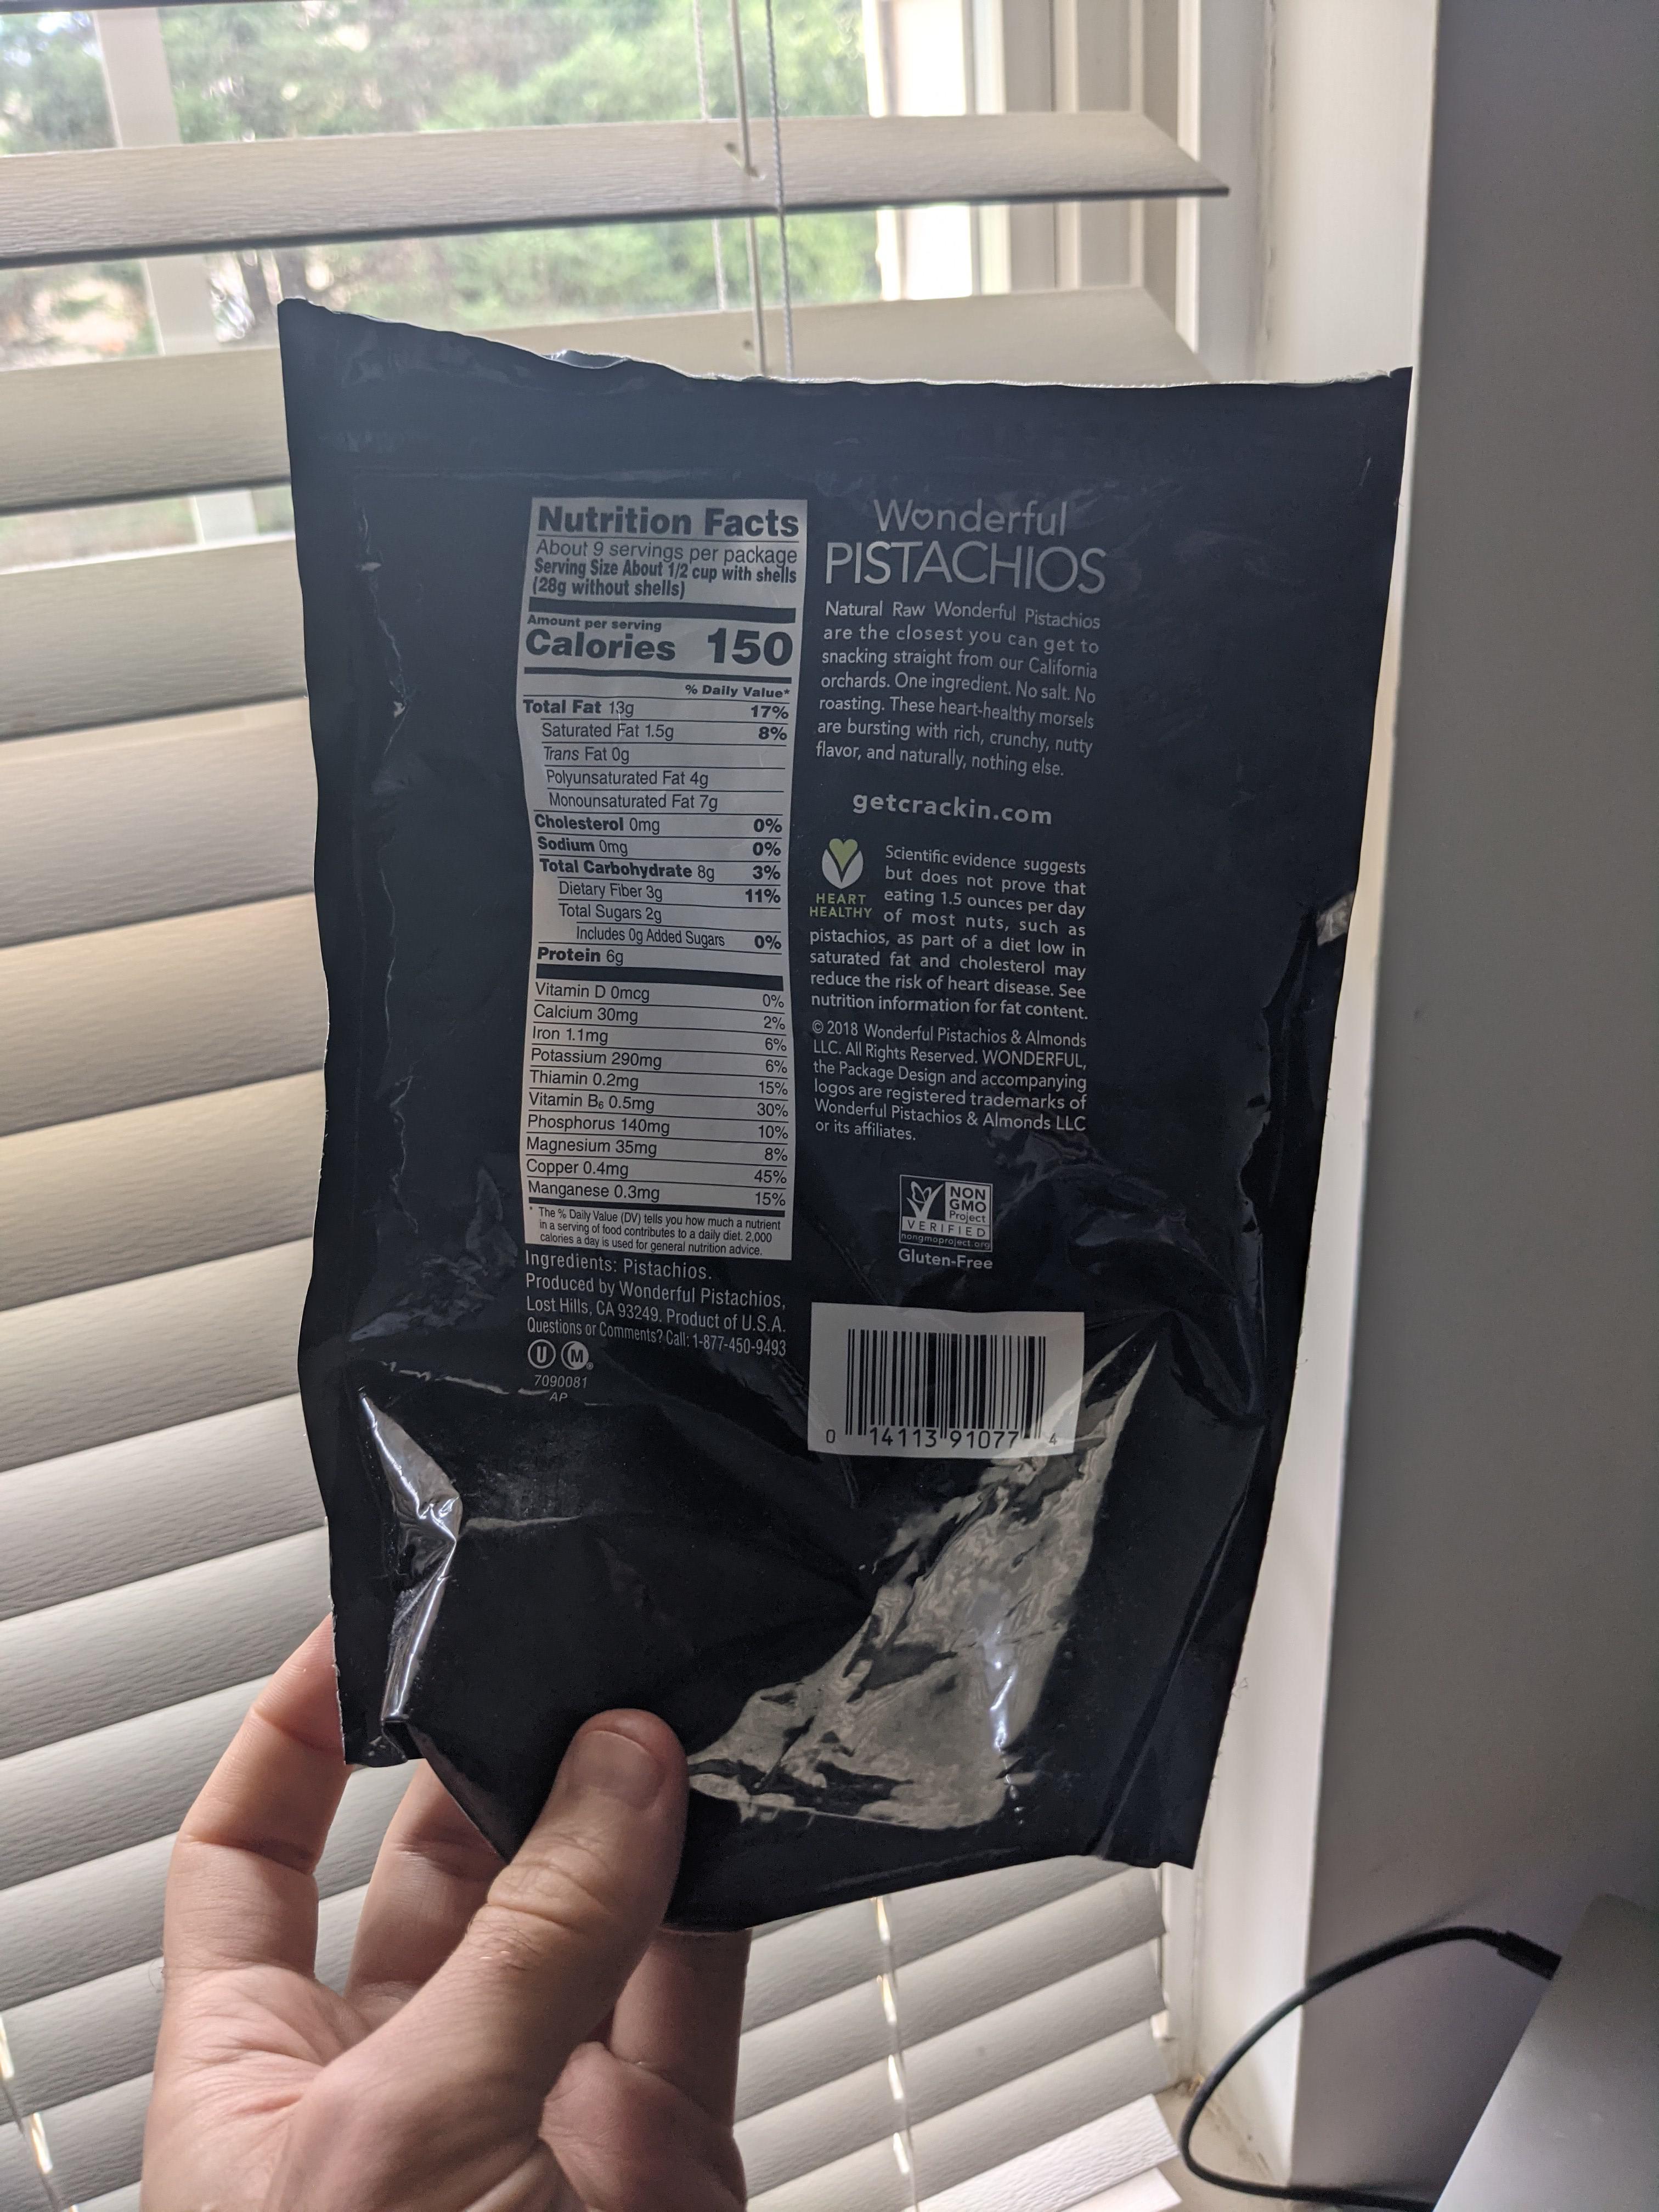 Nutrition Facts
About 9 servings per package
Serving Size About 1/2 cup with shells
(28g without shells)
Amount per serving
Calories 150
% Daily Value*
Total Fat 13g 17%
Saturated Fat 1.5g 8%
Trans Fat 0g
Polyunsaturated Fat 4g
Monounsaturated Fat 7g
Cholesterol 0mg 0%
Sodium 0mg 0%
Total Carbohydrate 8g 3%
Dietary Fiber 3g 11%
Total Sugars 2g
Includes 0g Added Sugars 0%
Protein 6g
Vitamin D 0mcg 0%
Calcium 30mg 2%
Iron 1.1mg 6%
Potassium 290mg 6%
Thiamin 0.2mg 15%
Vitamin B6 0.5mg 30%
Phosphorus 140mg 10%
Magnesium 35mg 8%
Copper 0.4mg 45%
Manganese 0.3mg 15%
* The % Daily Value (DV) tells you how much a nutrient
in a serving of food contributes to a daily diet. 2,000
calories a day is used for general nutrition advice.
Ingredients: Pistachios.
Produced by Wonderful Pistachios,
Lost Hills, CA 93249. Product of U.S.A.
Questions or Comments? Call: 1-877-450-9493
U M®
7090081
AP
Wonderful
PISTACHIOS
Natural Raw Wonderful Pistachios
are the closest you can get to
snacking straight from our California
orchards. One ingredient. No salt. No
roasting. These heart-healthy morsels
are bursting with rich, crunchy, nutty
flavor, and naturally, nothing else.
getcrackin.com
HEART
HEALTHY
Scientific evidence suggests
but does not prove that
eating 1.5 ounces per day
of most nuts, such as
pistachios, as part of a diet low in
saturated fat and cholesterol may
reduce the risk of heart disease. See
nutrition information for fat content.
© 2018 Wonderful Pistachios & Almonds
LLC. All Rights Reserved. WONDERFUL,
the Package Design and accompanying
logos are registered trademarks of
Wonderful Pistachios & Almonds LLC
or its affiliates.
NON
GMO
Project
VERIFIED
nongmoproject.org
Gluten-Free
0 14113 91077 4